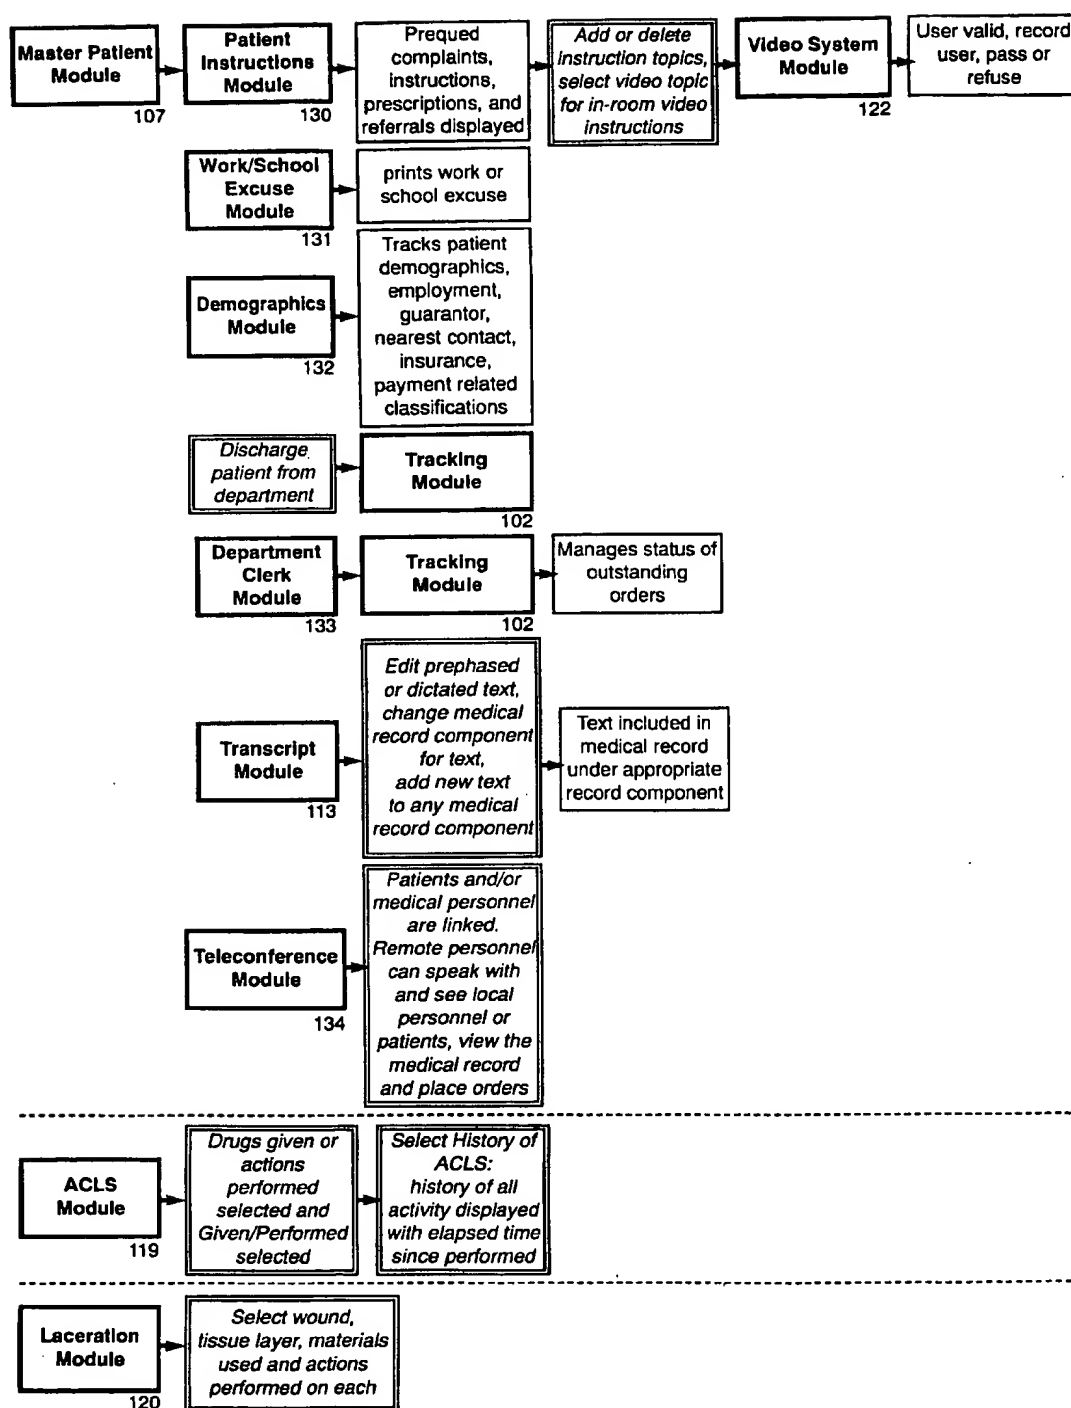 Master Patient
Module
107
Patient
Instructions
Module
130
Prequed
complaints,
instructions,
prescriptions, and
referrals displayed
Add or delete
instruction topics,
select video topic
for in-room video
instructions
Video System
Module
122
User valid, record
user, pass or
refuse
Work/School
Excuse
Module
131
prints work or
school excuse
Demographics
Module
132
Tracks patient
demographics,
employment,
guarantor,
nearest contact,
insurance,
payment related
classifications
Discharge
patient from
department
Tracking
Module
102
Department
Clerk
Module
133
Tracking
Module
102
Manages status of
outstanding
orders
Transcript
Module
113
Edit prephased
or dictated text,
change medical
record component
for text,
add new text
to any medical
record component
Text included in
medical record
under appropriate
record component
Teleconference
Module
134
Patients and/or
medical personnel
are linked.
Remote personnel
can speak with
and see local
personnel or
patients, view the
medical record
and place orders
ACLS
Module
119
Drugs given or
actions
performed
selected and
Given/Performed
selected
Select History of
ACLS:
history of all
activity displayed
with elapsed time
since performed
Laceration
Module
120
Select wound,
tissue layer, materials
used and actions
performed on each